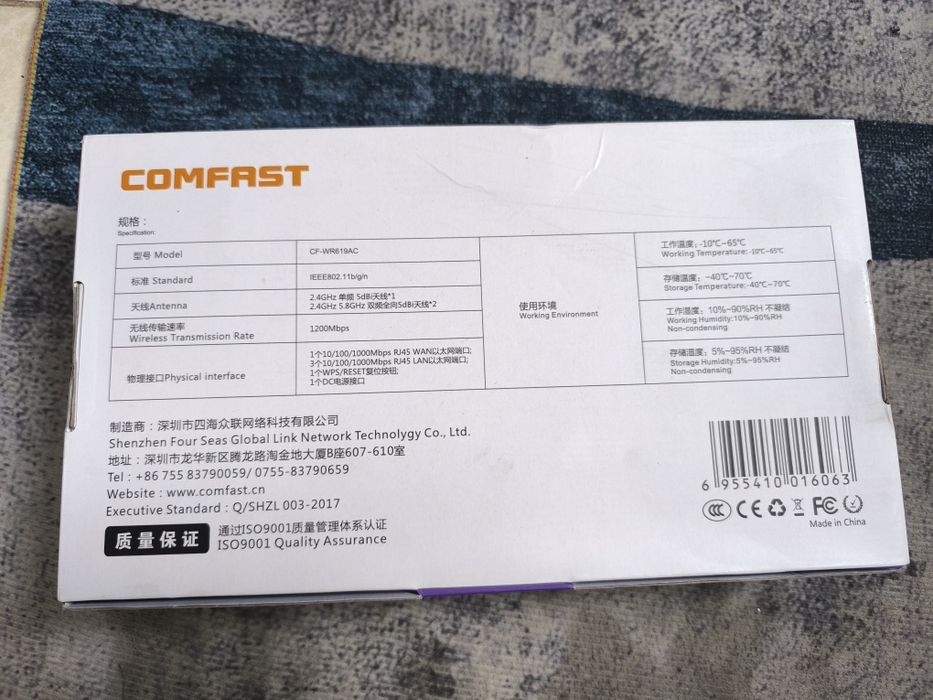 COMFAST
规格：
Specification:
型号 Model
CF-WR619AC
标准 Standard
IEEE802.11b/g/n
天线Antenna
2.4GHz 单频 5dBi天线*1
2.4GHz 5.8GHz 双频全向5dBi天线*2
无线传输速率
Wireless Transmission Rate
1200Mbps
物理接口Physical interface
1个10/100/1000Mbps RJ45 WAN以太网端口;
3个10/100/1000Mbps RJ45 LAN以太网端口;
1个WPS/RESET复位按钮;
1个DC电源接口
使用环境
Working Environment
工作温度：-10℃~65℃
Working Temperature:-10℃~65℃
存储温度：-40℃~70℃
Storage Temperature:-40℃~70℃
工作湿度：10%~90%RH 不凝结
Working Humidity:10%~90%RH
Non-condensing
存储湿度：5%~95%RH 不凝结
Storage Humidity:5%~95%RH
Non-condensing
制造商：深圳市四海众联网络科技有限公司
Shenzhen Four Seas Global Link Network Technolygy Co., Ltd.
地址：深圳市龙华新区腾龙路淘金地大厦B座607-610室
Tel : +86 755 83790059/ 0755-83790659
Website : www.comfast.cn
Executive Standard : Q/SHZL 003-2017
质量保证
通过ISO9001质量管理体系认证
ISO9001 Quality Assurance
6 955410 016063
CCC CE FC
Made in China